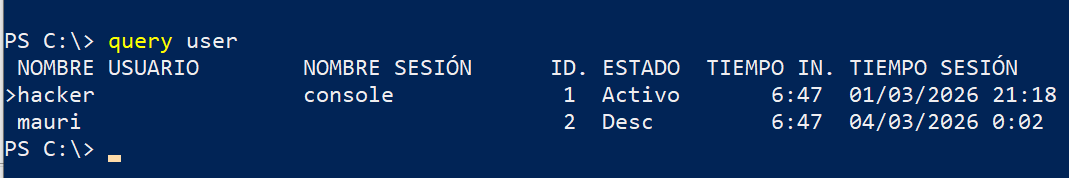 PS C:\> query user
NOMBRE USUARIO NOMBRE SESIÓN ID. ESTADO TIEMPO IN. TIEMPO SESIÓN
>hacker console 1 Activo 6:47 01/03/2026 21:18
mauri 2 Desc 6:47 04/03/2026 0:02
PS C:\>